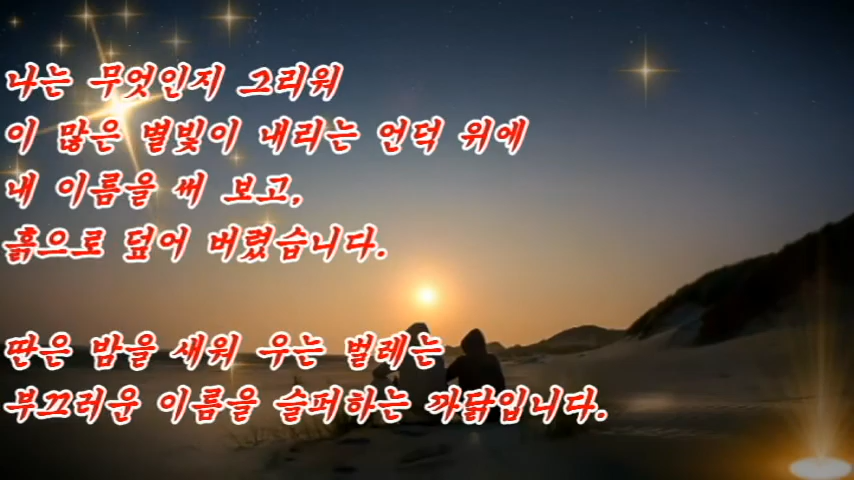 나는 무엇인지 그리워
이 많은 별빛이 내리는 언덕 위에
내 이름을 써 보고,
흙으로 덮어 버렸습니다.
딴은 밤을 새워 우는 벌레는
부끄러운 이름을 슬퍼하는 까닭입니다.